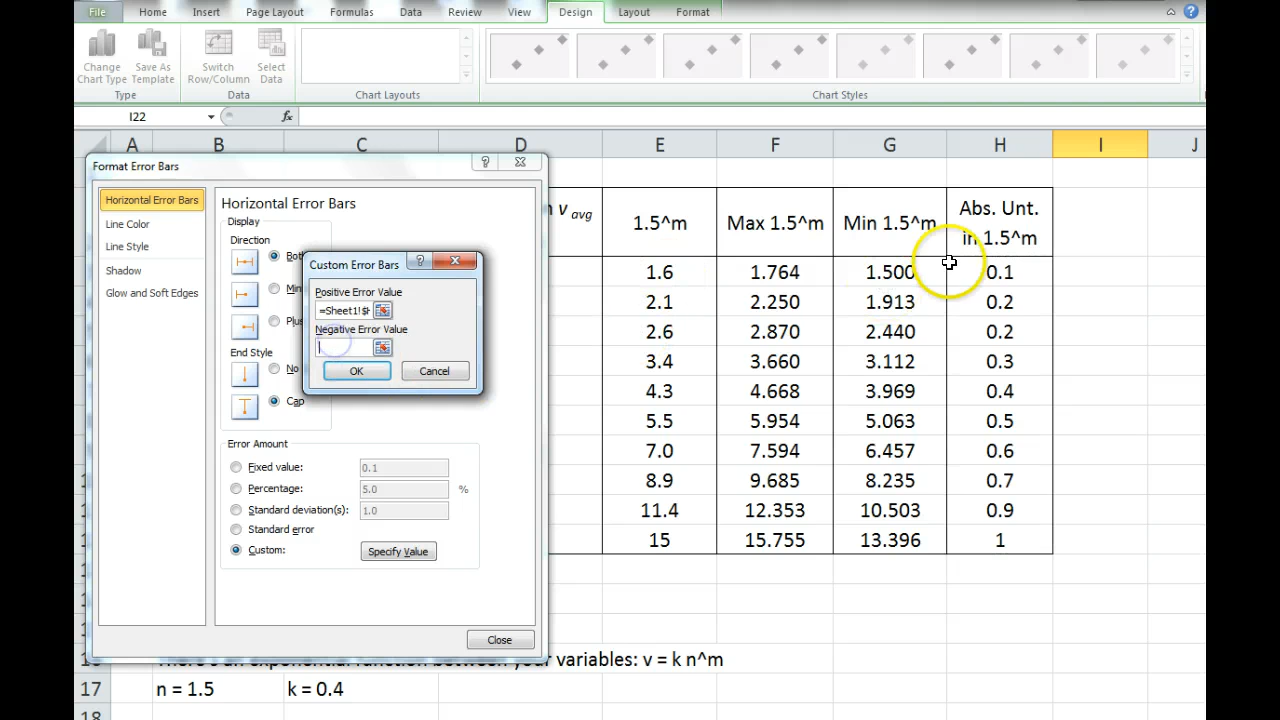 File Home Insert Page Layout Formulas Data Review View Design Layout Format
Change Chart Type
Save As Template
Switch Row/Column
Select Data
Type Data Chart Layouts Chart Styles
I22 fx
A B C D E F G H I J
Format Error Bars
Horizontal Error Bars
Line Color
Line Style
Shadow
Glow and Soft Edges
Horizontal Error Bars
Display
Direction
Both
Plus
End Style
No
Cap
Error Amount
Fixed value: 0.1
Percentage: 5.0 %
Standard deviation(s): 1.0
Standard error
Custom: Specify Value
Close
Custom Error Bars
Positive Error Value
=Sheet1!$H
Negative Error Value
OK Cancel
v avg 1.5^m Max 1.5^m Min 1.5^m Abs. Unt. in 1.5^m
1.6 1.764 1.500 0.1
2.1 2.250 1.913 0.2
2.6 2.870 2.440 0.2
3.4 3.660 3.112 0.3
4.3 4.668 3.969 0.4
5.5 5.954 5.063 0.5
7.0 7.594 6.457 0.6
8.9 9.685 8.235 0.7
11.4 12.353 10.503 0.9
15 15.755 13.396 1
There's an exponential function between your variables: v = k n^m
17 n = 1.5 k = 0.4
18